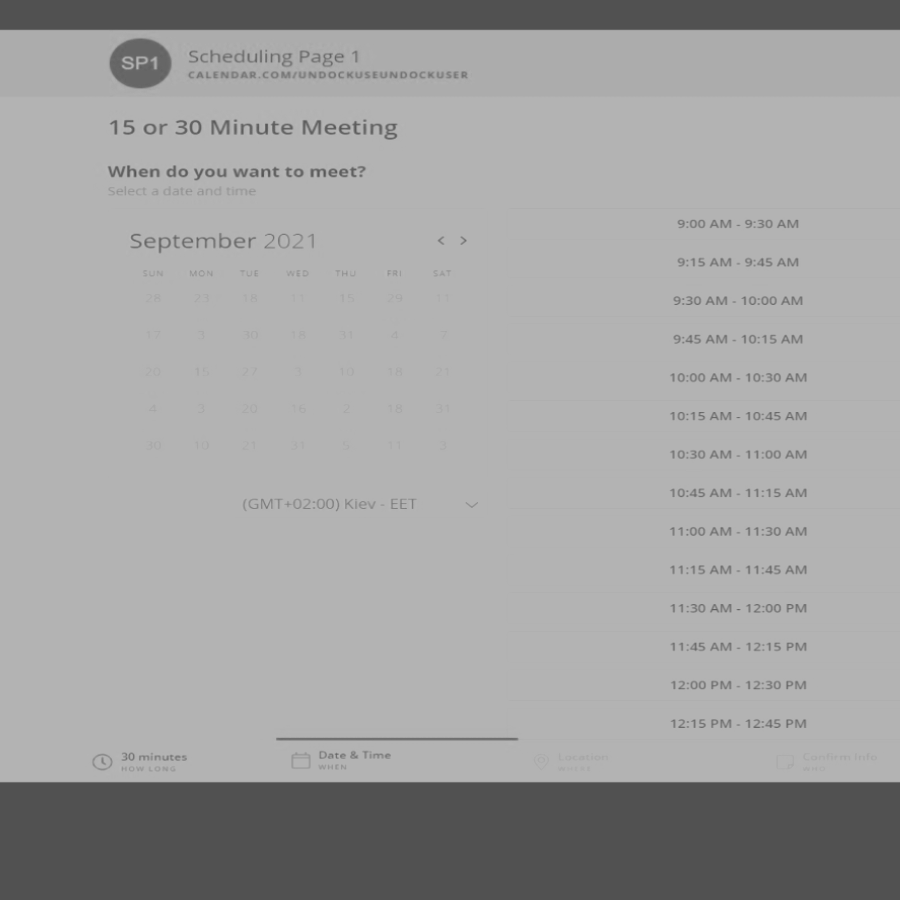 SP1
Scheduling Page 1
CALENDAR.COM/UNDOCKUSEUNDOCKUSER
15 or 30 Minute Meeting
When do you want to meet?
Select a date and time
September 2021
< >
SUN MON TUE WED THU FRI SAT
28 23 18 11 15 29 11
17 3 30 18 31 4 7
20 15 27 10 18 21
4 3 20 16 2 18 31
30 10 21 31 5 11 3
(GMT+02:00) Kiev - EET
9:00 AM - 9:30 AM
9:15 AM - 9:45 AM
9:30 AM - 10:00 AM
9:45 AM - 10:15 AM
10:00 AM - 10:30 AM
10:15 AM - 10:45 AM
10:30 AM - 11:00 AM
10:45 AM - 11:15 AM
11:00 AM - 11:30 AM
11:15 AM - 11:45 AM
11:30 AM - 12:00 PM
11:45 AM - 12:15 PM
12:00 PM - 12:30 PM
12:15 PM - 12:45 PM
30 minutes
HOW LONG
Date & Time
WHEN
Location
WHERE
Confirm Info
WHO